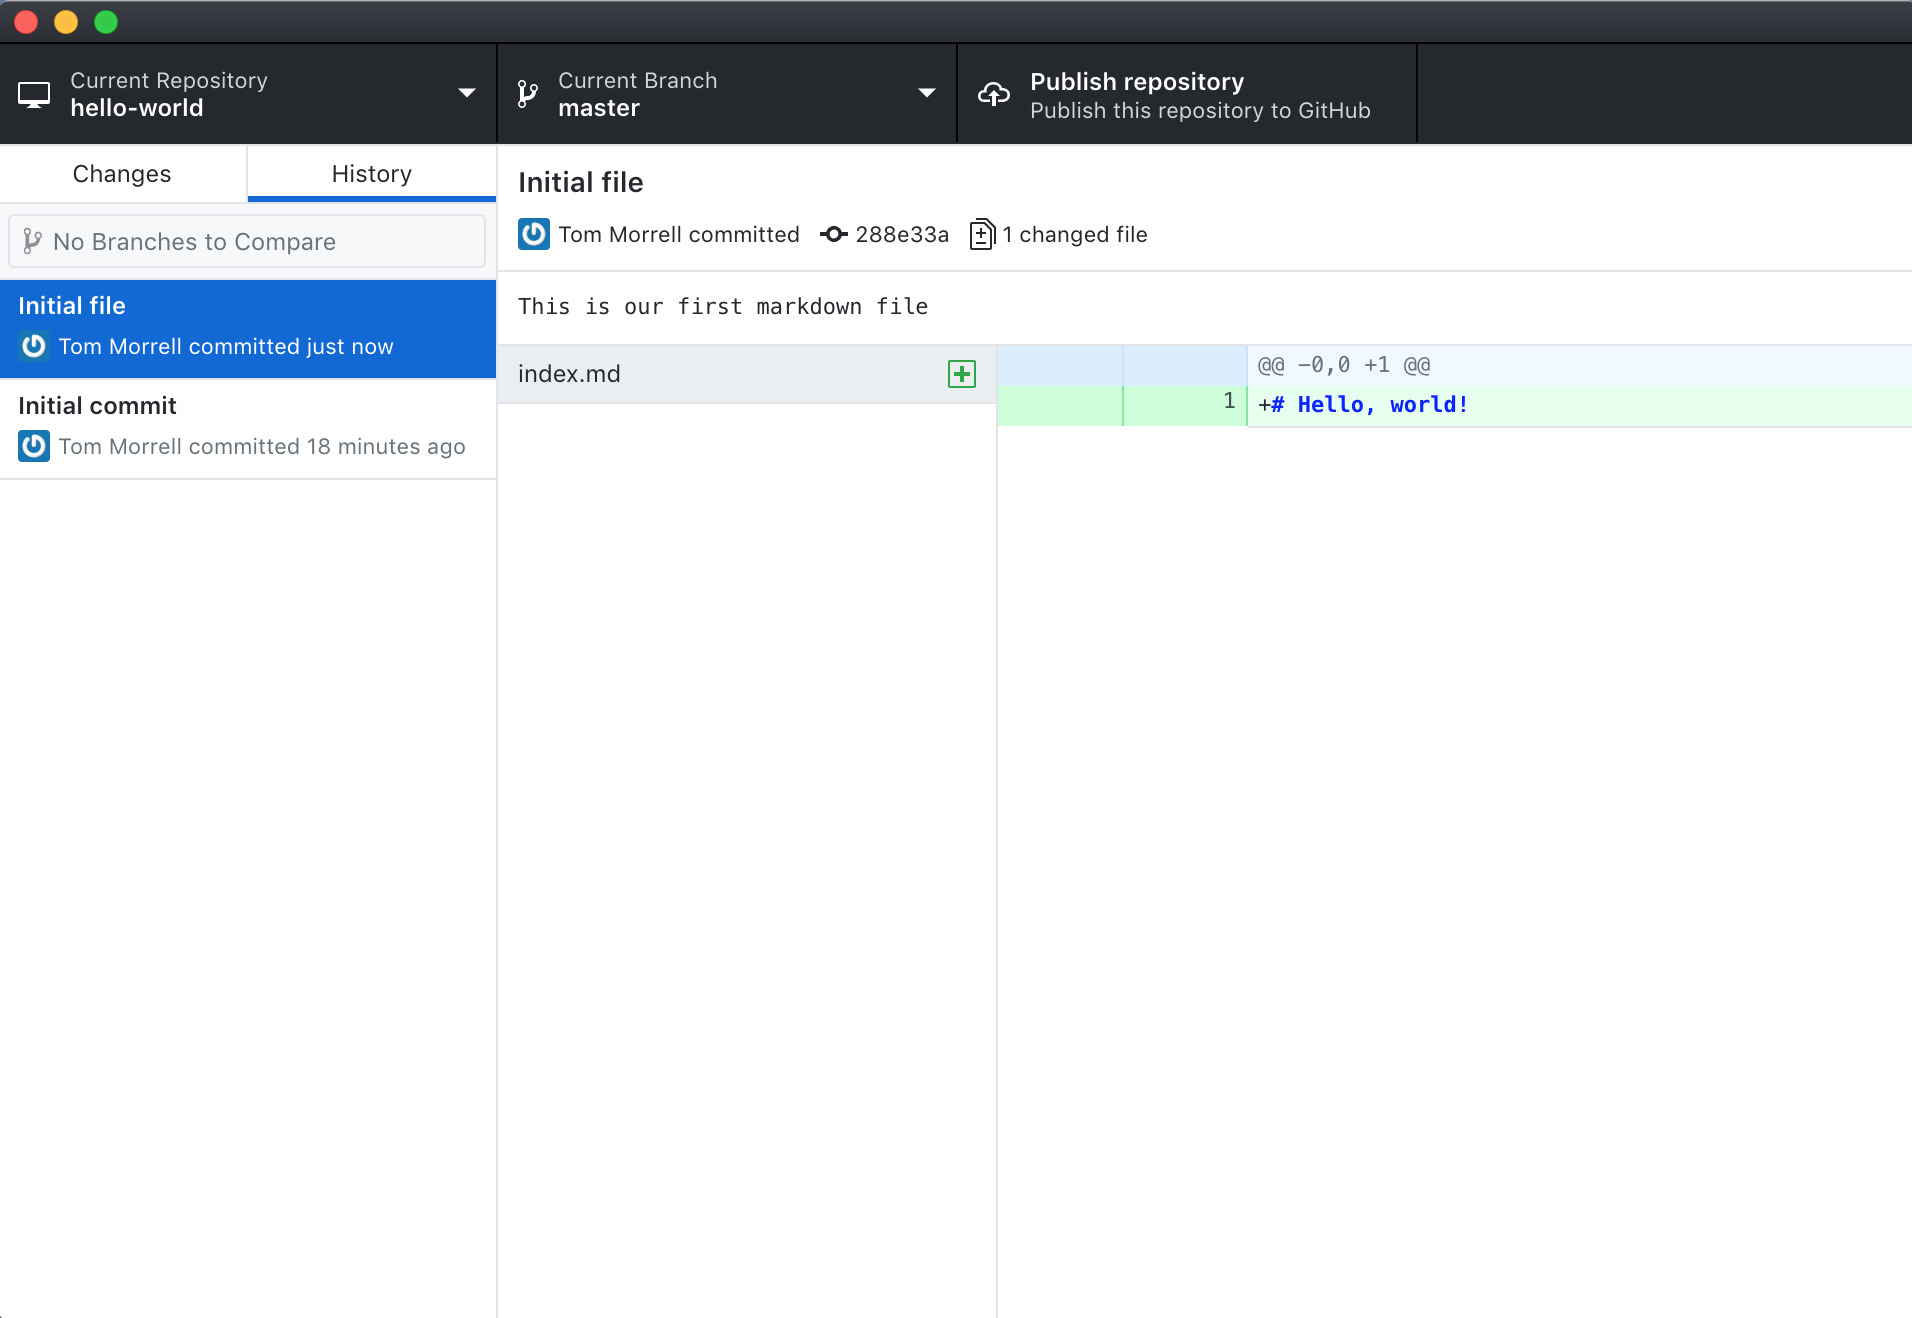 Current Repository
hello-world
Current Branch
master
Publish repository
Publish this repository to GitHub
Changes
History
No Branches to Compare
Initial file
Tom Morrell committed just now
Initial commit
Tom Morrell committed 18 minutes ago
Initial file
Tom Morrell committed 288e33a 1 changed file
This is our first markdown file
index.md
@@ -0,0 +1 @@
1 +# Hello, world!